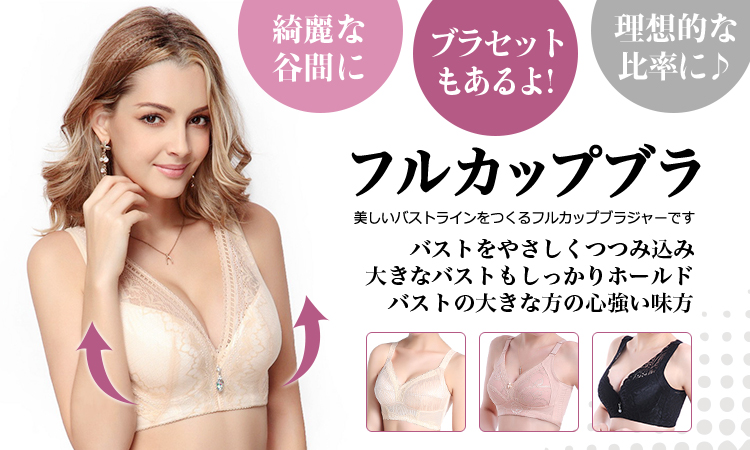 綺麗な
谷間に
ブラセット
もあるよ!
理想的な
比率に♪
フルカップブラ
美しいバストラインをつくるフルカップブラジャーです
バストをやさしくつつみ込み
大きなバストもしっかりホールド
バストの大きな方の心強い味方